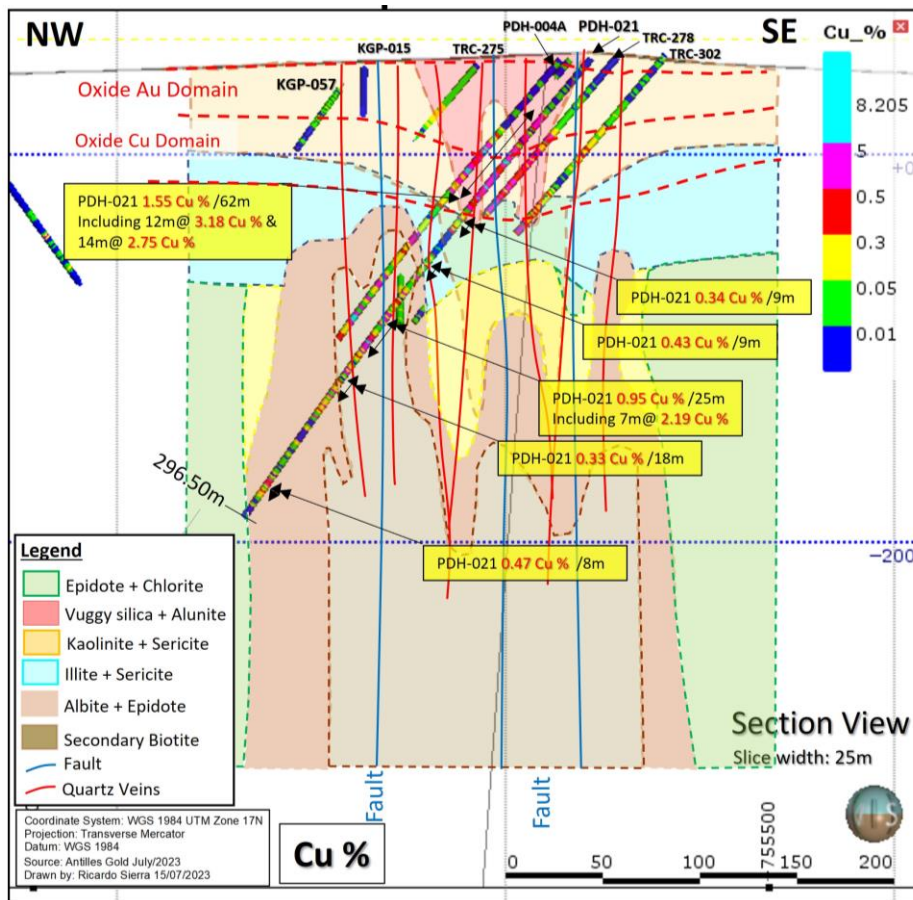 NW
SE
Cu_%
PDH-004A
PDH-021
TRC-278
TRC-302
KGP-015
TRC-275
KGP-057
Oxide Au Domain
Oxide Cu Domain
8.205
5
0.5
0.3
0.05
0.01
+0
PDH-021 1.55 Cu % /62m
Including 12m@ 3.18 Cu % &
14m@ 2.75 Cu %
PDH-021 0.34 Cu % /9m
PDH-021 0.43 Cu % /9m
PDH-021 0.95 Cu % /25m
Including 7m@ 2.19 Cu %
PDH-021 0.33 Cu % /18m
296.50m
PDH-021 0.47 Cu % /8m
-200
Legend
Epidote + Chlorite
Vuggy silica + Alunite
Kaolinite + Sericite
Illite + Sericite
Albite + Epidote
Secondary Biotite
Fault
Quartz Veins
Section View
Slice width: 25m
Fault
Fault
Coordinate System: WGS 1984 UTM Zone 17N
Projection: Transverse Mercator
Datum: WGS 1984
Source: Antilles Gold July/2023
Drawn by: Ricardo Sierra 15/07/2023
Cu %
0 50 100 150 200
755500